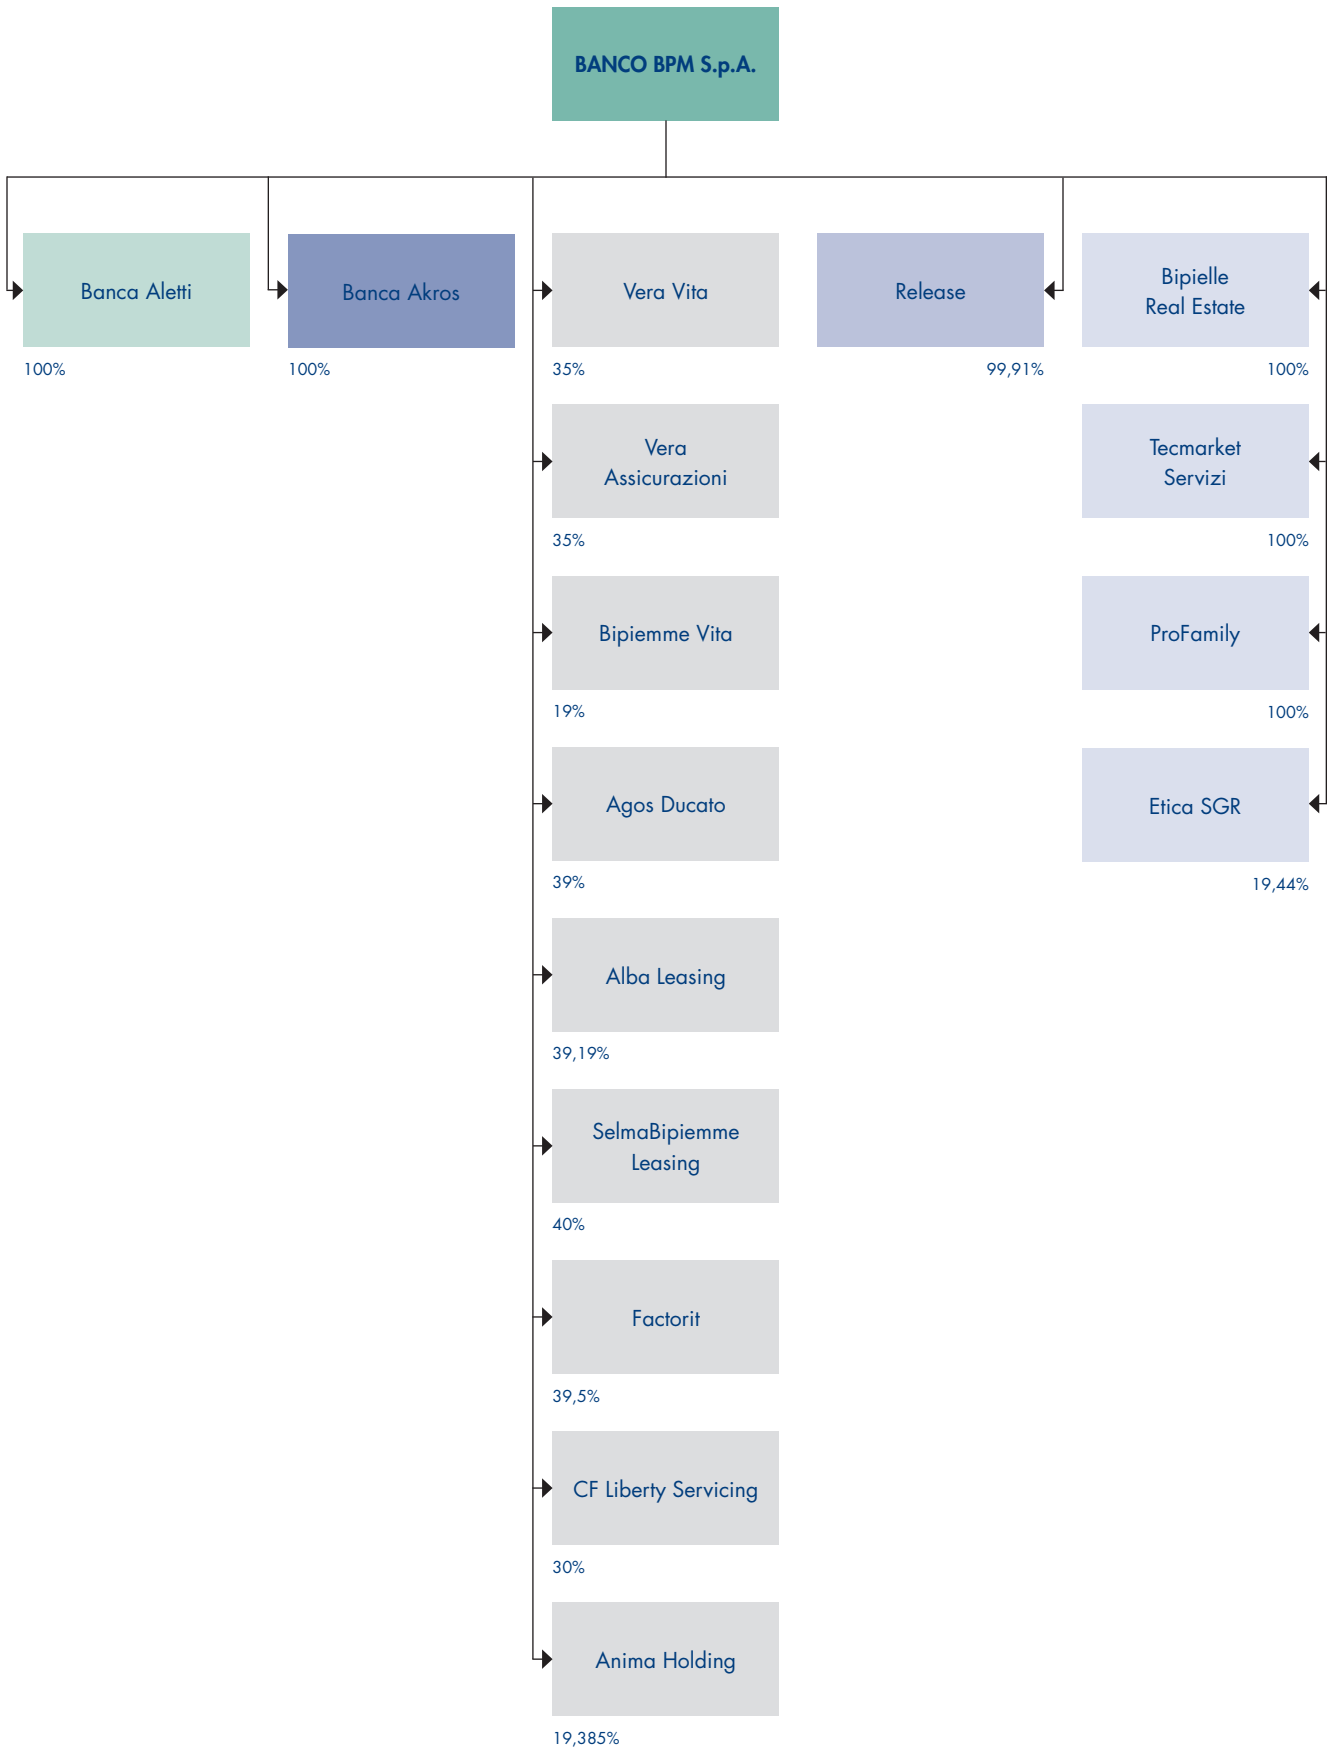 BANCO BPM S.p.A.
Banca Aletti
100%
Banca Akros
100%
Vera Vita
35%
Vera
Assicurazioni
35%
Bipiemme Vita
19%
Agos Ducato
39%
Alba Leasing
39,19%
SelmaBipiemme
Leasing
40%
Factorit
39,5%
CF Liberty Servicing
30%
Anima Holding
19,385%
Release
99,91%
Bipielle
Real Estate
100%
Tecmarket
Servizi
100%
ProFamily
100%
Etica SGR
19,44%